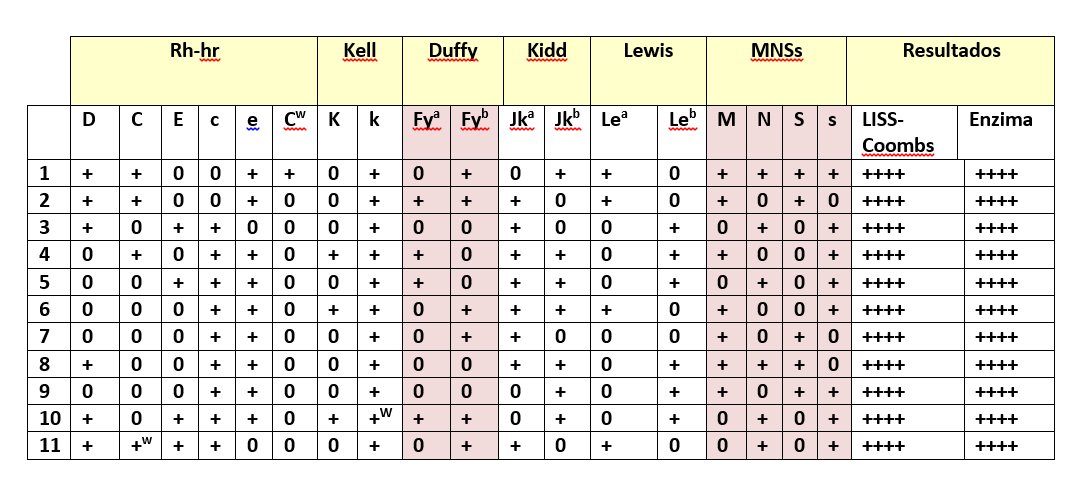 Rh-hr Kell Duffy Kidd Lewis MNSs Resultados
D C E c e Cʷ K k Fyᵃ Fyᵇ Jkᵃ Jkᵇ Leᵃ Leᵇ M N S s LISS- Enzima
Coombs
1 + + 0 0 + + 0 + 0 + 0 + + 0 + + + + ++++ ++++
2 + + 0 0 + 0 0 + + + + 0 + 0 + 0 + 0 ++++ ++++
3 + 0 + + 0 0 0 + 0 0 + 0 0 + 0 + 0 + ++++ ++++
4 0 + 0 + + 0 + + + 0 + + 0 + + 0 0 + ++++ ++++
5 0 0 + + + 0 0 + + 0 + + 0 + 0 + 0 + ++++ ++++
6 0 0 0 + + 0 + + 0 + + + + 0 + 0 0 + ++++ ++++
7 0 0 0 + + 0 0 + 0 + + 0 0 0 + 0 + 0 ++++ ++++
8 + 0 0 + + 0 0 + 0 0 + + 0 + + + + 0 ++++ ++++
9 0 0 0 + + 0 0 + 0 0 0 + 0 + + 0 + + ++++ ++++
10 + 0 + + + 0 + +ᵂ + + 0 + 0 + 0 + 0 + ++++ ++++
11 + +ᵂ + + 0 0 0 + 0 + + 0 + 0 0 + 0 + ++++ ++++